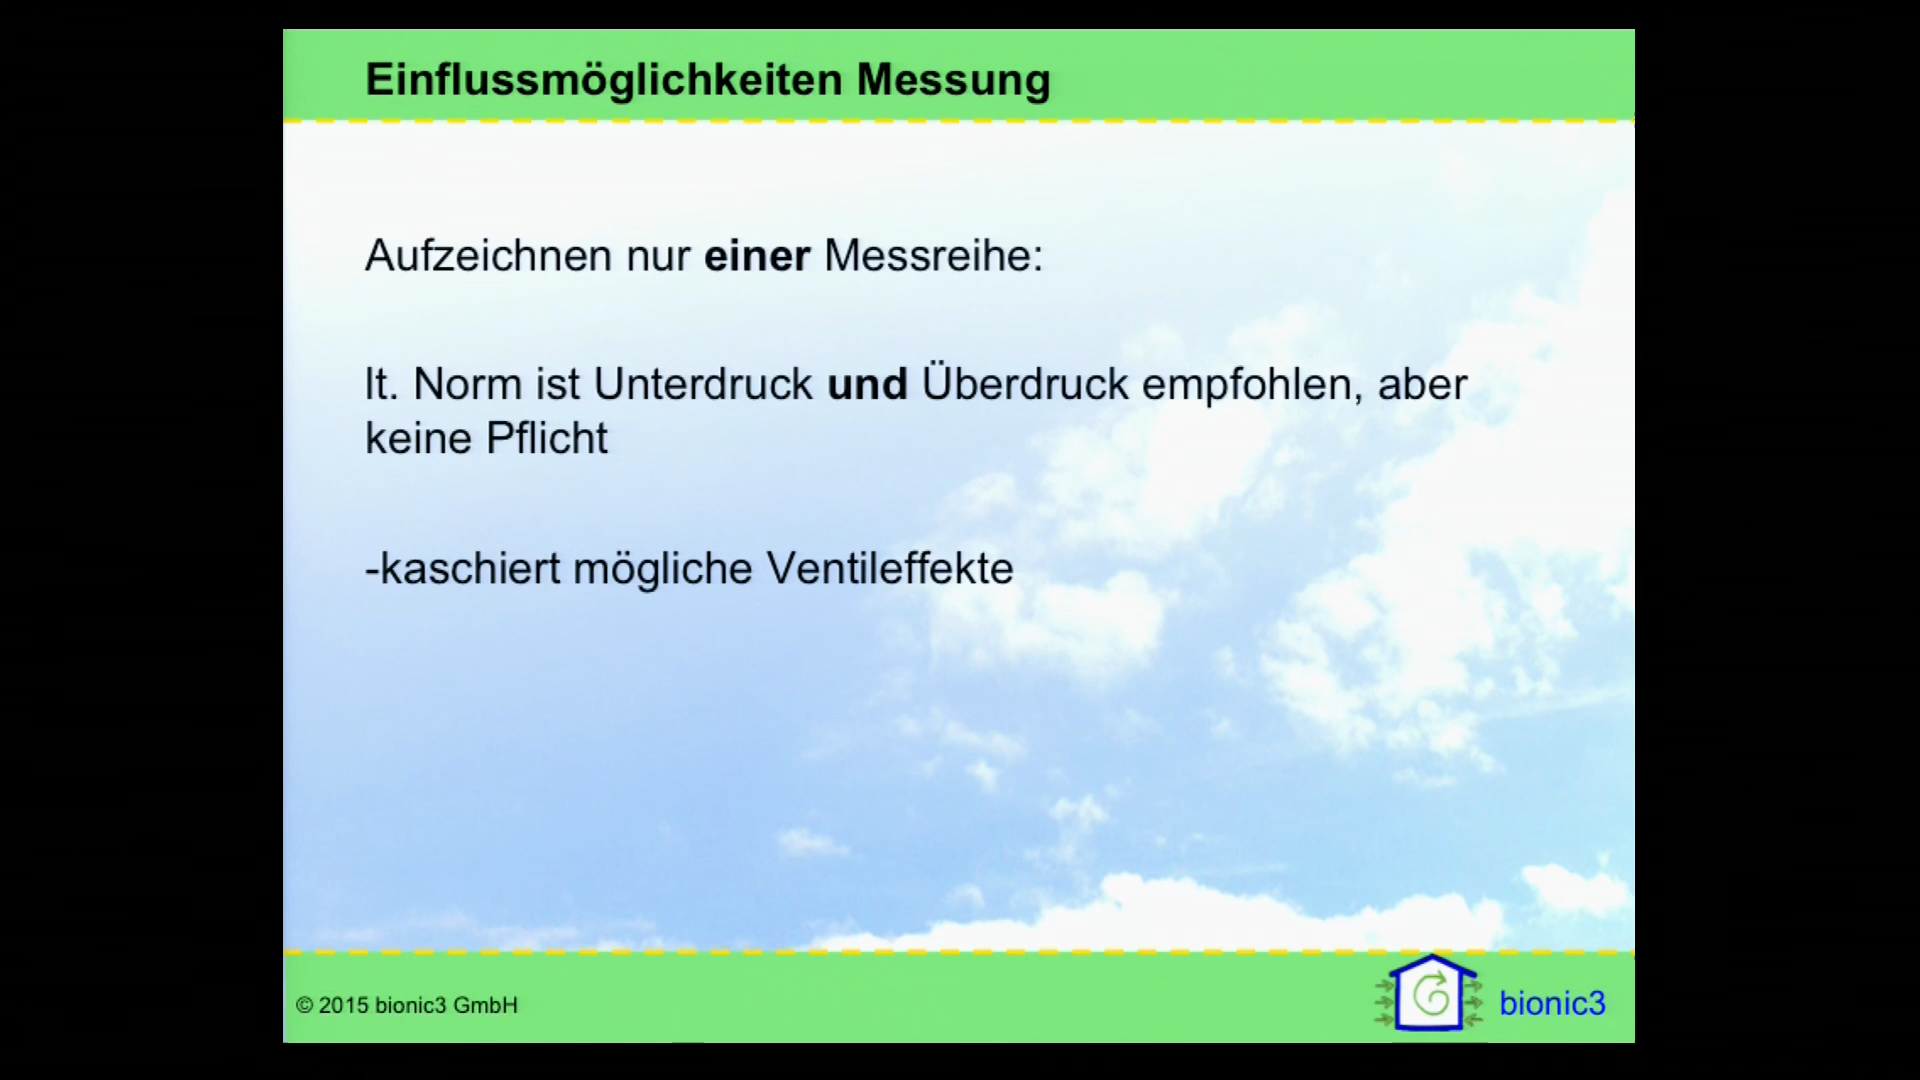 Einflussmöglichkeiten Messung
Aufzeichnen nur einer Messreihe:
lt. Norm ist Unterdruck und Überdruck empfohlen, aber
keine Pflicht
-kaschiert mögliche Ventileffekte
© 2015 bionic3 GmbH
bionic3